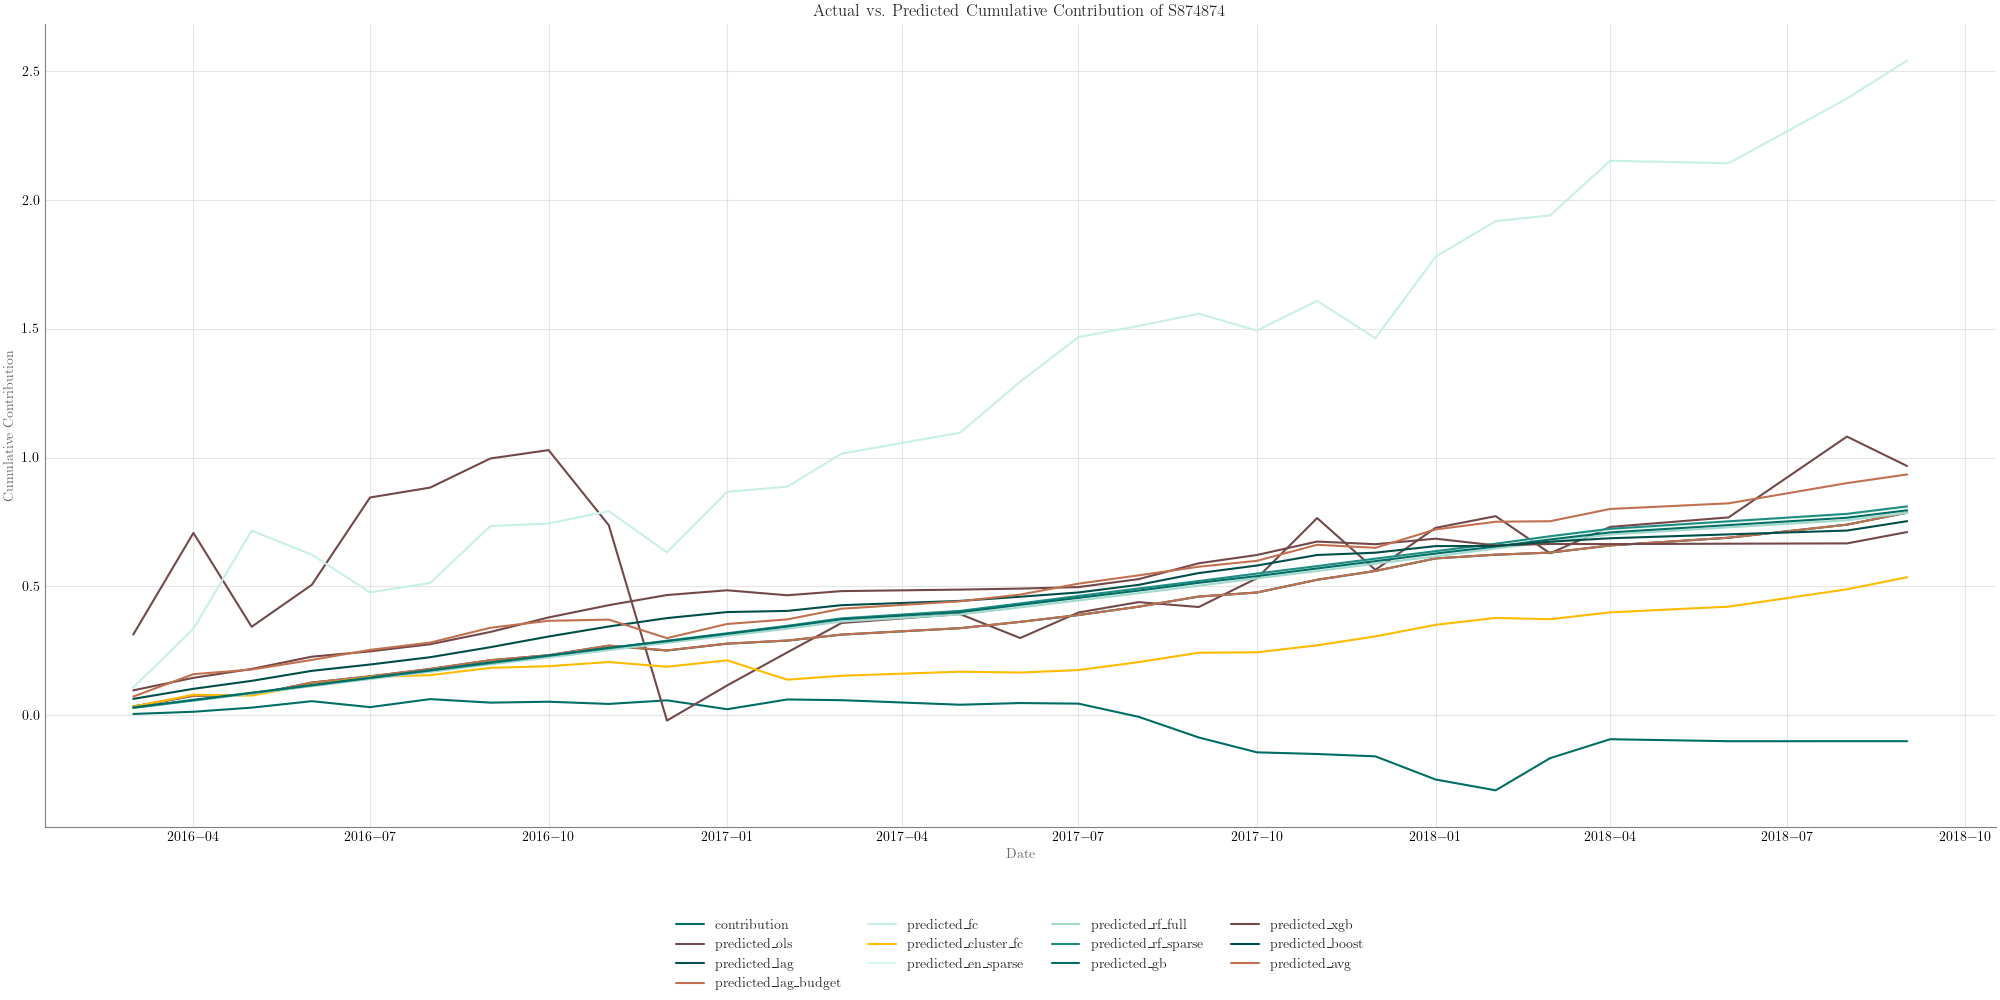 Actual vs. Predicted Cumulative Contribution of S874874
Cumulative Contribution
2.5
2.0
1.5
1.0
0.5
0.0
2016−04
2016−07
2016−10
2017−01
2017−04
2017−07
2017−10
2018−01
2018−04
2018−07
2018−10
Date
contribution
predicted_ols
predicted_lag
predicted_lag_budget
predicted_fc
predicted_cluster_fc
predicted_en_sparse
predicted_rf_full
predicted_rf_sparse
predicted_gb
predicted_xgb
predicted_boost
predicted_avg